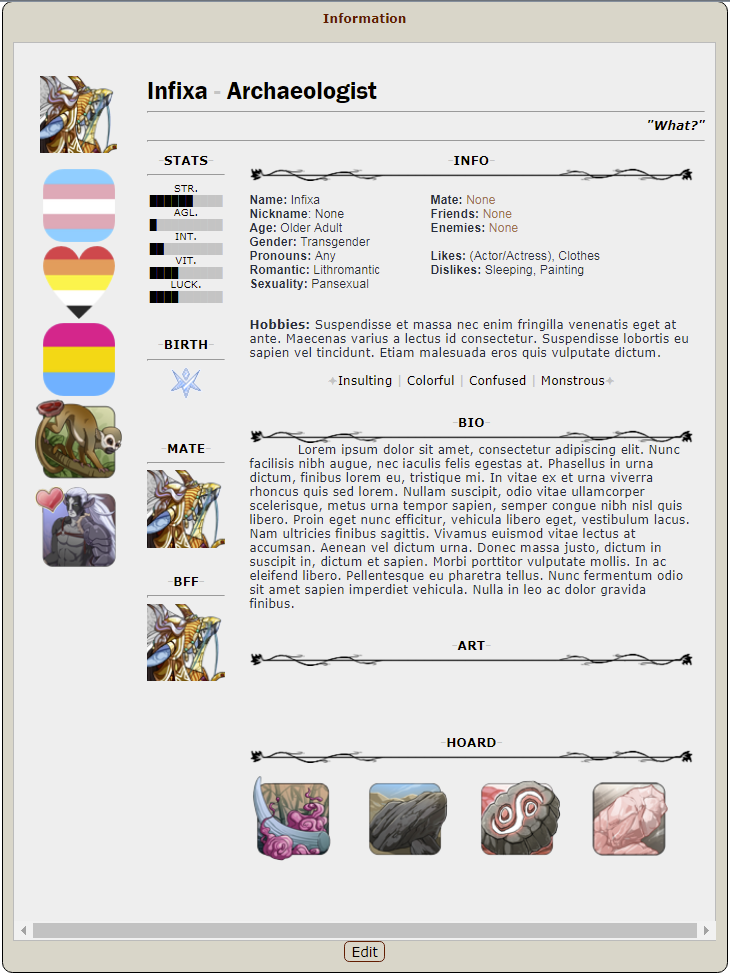 Information
Infixa - Archaeologist
"What?"
-STATS-
STR.
AGL.
INT.
VIT.
LUCK.
-BIRTH-
-MATE-
-BFF-
-INFO-
Name: Infixa
Nickname: None
Age: Older Adult
Gender: Transgender
Pronouns: Any
Romantic: Lithromantic
Sexuality: Pansexual
Mate: None
Friends: None
Enemies: None
Likes: (Actor/Actress), Clothes
Dislikes: Sleeping, Painting
Hobbies: Suspendisse et massa nec enim fringilla venenatis eget at
ante. Maecenas varius a lectus id consectetur. Suspendisse lobortis eu
sapien vel tincidunt. Etiam malesuada eros quis vulputate dictum.
✦Insulting | Colorful | Confused | Monstrous✦
-BIO-
Lorem ipsum dolor sit amet, consectetur adipiscing elit. Nunc
facilisis nibh augue, nec iaculis felis egestas at. Phasellus in urna
dictum, finibus lorem eu, tristique mi. In vitae ex et urna viverra
rhoncus quis sed lorem. Nullam suscipit, odio vitae ullamcorper
scelerisque, metus urna tempor sapien, semper congue nibh nisl quis
libero. Proin eget nunc efficitur, vehicula libero eget, vestibulum lacus.
Nam ultricies finibus sagittis. Vivamus euismod vitae lectus at
accumsan. Aenean vel dictum urna. Donec massa justo, dictum in
suscipit in, dictum et sapien. Morbi porttitor vulputate mollis. In ac
eleifend libero. Pellentesque eu pharetra tellus. Nunc fermentum odio
sit amet sapien imperdiet vehicula. Nulla in leo ac dolor gravida
finibus.
-ART-
-HOARD-
Edit